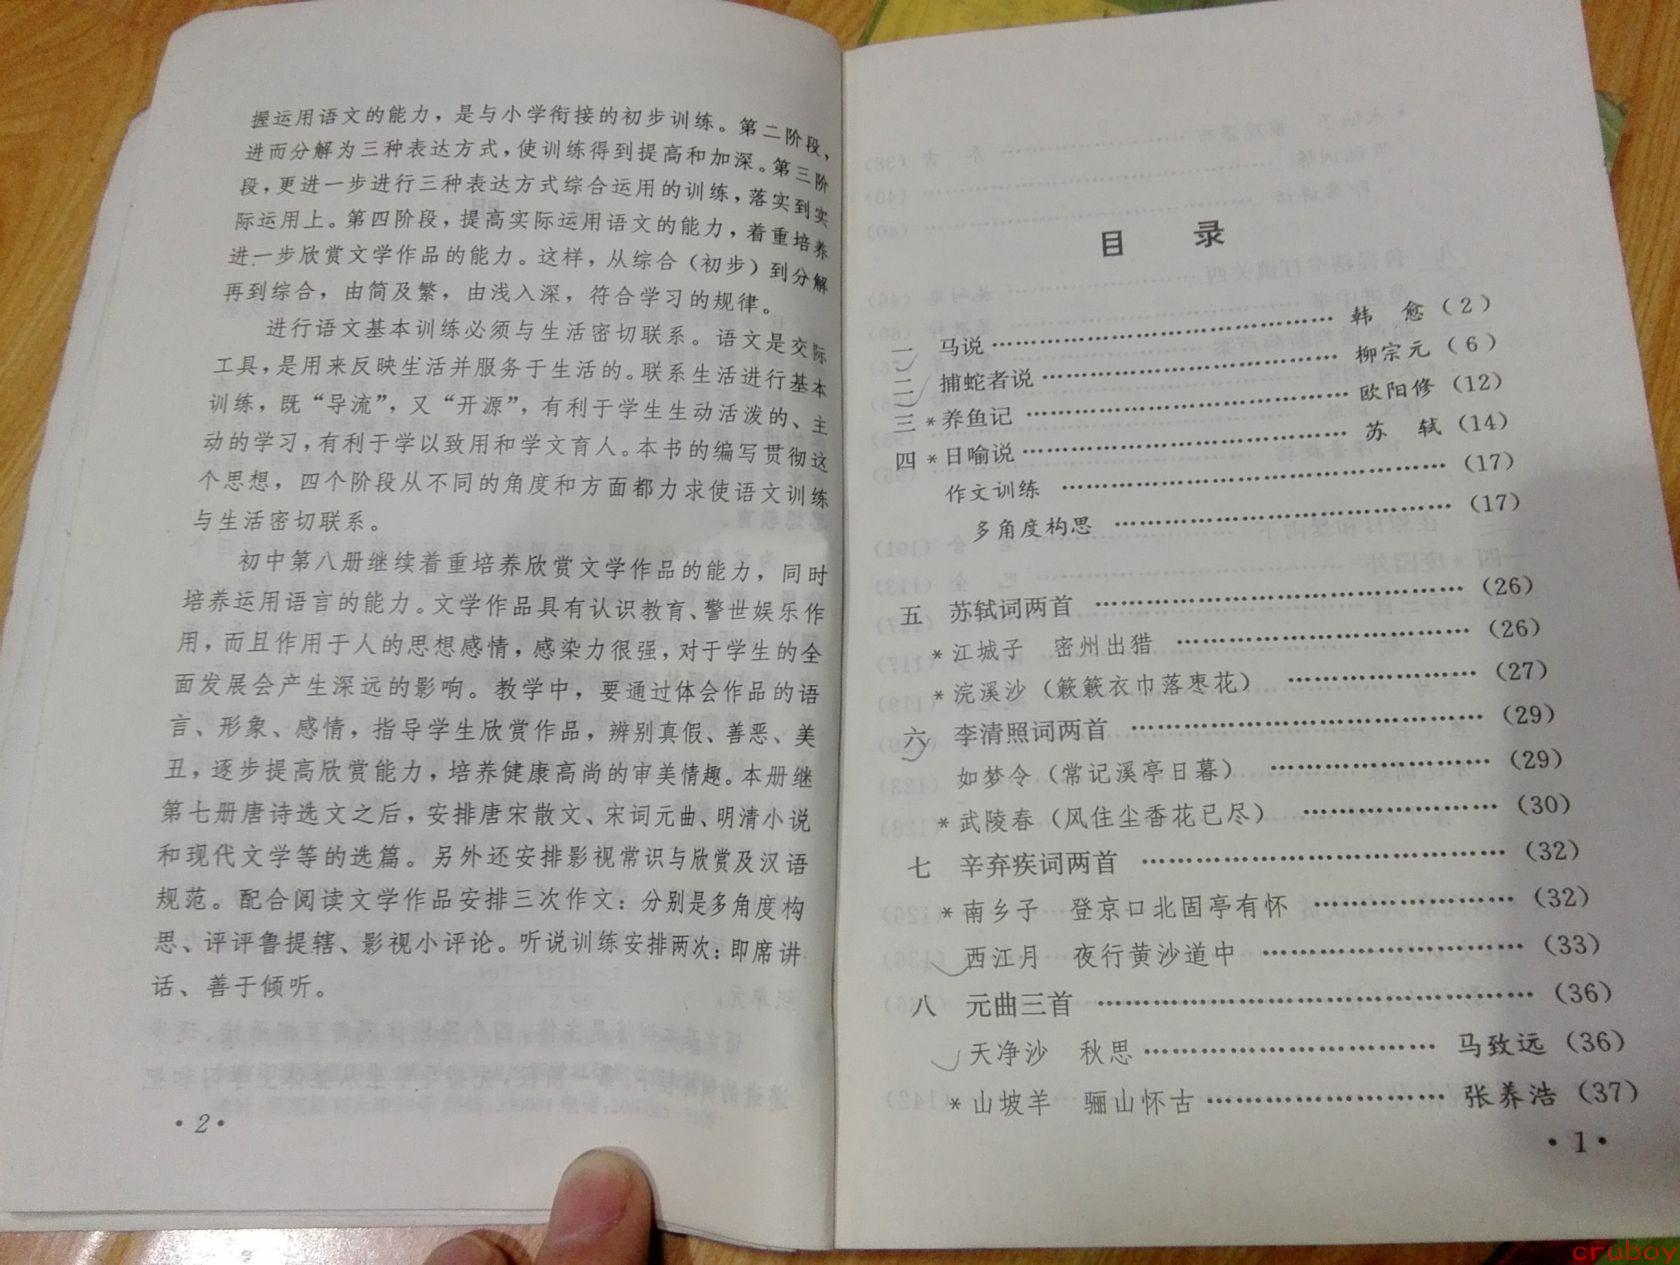 握运用语文的能力，是与小学衔接的初步训练。第二阶段，
进而分解为三种表达方式，使训练得到提高和加深。第三阶
段，更进一步进行三种表达方式综合运用的训练，落实到实
际运用上。第四阶段，提高实际运用语文的能力，着重培养
进一步欣赏文学作品的能力。这样，从综合（初步）到分解
再到综合，由简及繁，由浅入深，符合学习的规律。
进行语文基本训练必须与生活密切联系。语文是交际
工具，是用来反映生活并服务于生活的。联系生活进行基本
训练，既“导流”，又“开源”，有利于学生生动活泼的、主
动的学习，有利于学以致用和学文育人。本书的编写贯彻这
个思想，四个阶段从不同的角度和方面都力求使语文训练
与生活密切联系。
初中第八册继续着重培养欣赏文学作品的能力，同时
培养运用语言的能力。文学作品具有认识教育、警世娱乐作
用，而且作用于人的思想感情，感染力很强，对于学生的全
面发展会产生深远的影响。教学中，要通过体会作品的语
言、形象、感情，指导学生欣赏作品，辨别真假、善恶、美
丑，逐步提高欣赏能力，培养健康高尚的审美情趣。本册继
第七册唐诗选文之后，安排唐宋散文、宋词元曲、明清小说
和现代文学等的选篇。另外还安排影视常识与欣赏及汉语
规范。配合阅读文学作品安排三次作文：分别是多角度构
思、评评鲁提辖、影视小评论。听说训练安排两次：即席讲
话、善于倾听。
·2·
目 录
一 马说……………………………… 韩 愈（2）
二 捕蛇者说………………………… 柳宗元（6）
三 *养鱼记 ………………………… 欧阳修（12）
四 *日喻说 ………………………… 苏 轼（14）
作文训练 ……………………………………（17）
多角度构思 …………………………………（17）
五 苏轼词两首 ……………………………（26）
*江城子 密州出猎 ………………………（26）
*浣溪沙（簌簌衣巾落枣花） ……………（27）
六 李清照词两首 …………………………（29）
如梦令（常记溪亭日暮） ………………（29）
*武陵春（风住尘香花已尽） ……………（30）
七 辛弃疾词两首 …………………………（32）
*南乡子 登京口北固亭有怀 ……………（32）
西江月 夜行黄沙道中 …………………（33）
八 元曲三首 ………………………………（36）
天净沙 秋思……………………… 马致远（36）
*山坡羊 骊山怀古………………… 张养浩（37）
·1·
cruboy